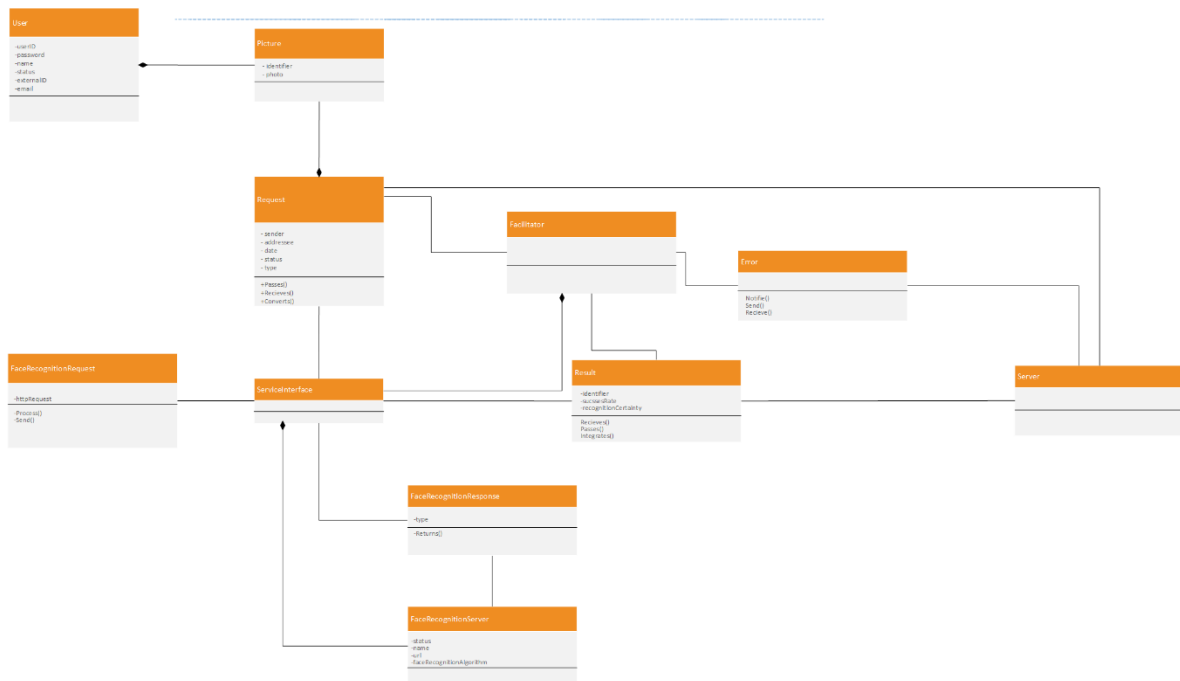 User
-userID
-password
-name
-status
-externalID
-email
Picture
- identifier
- photo
Request
- sender
- addressee
- date
- status
- type
+Passes()
+Recieves()
+Converts()
Facilitator
Error
Notifie()
Send()
Recieve()
FaceRecognitionRequest
-httpRequest
-Process()
-Send()
ServiceInterface
Result
-identifier
-succesRate
-recognitionCertainty
Recieves()
Passes()
Integrates()
Server
FaceRecognitionResponse
-type
-Returns()
FaceRecognitionServer
-status
-name
-url
-faceRecognitionAlgorithm